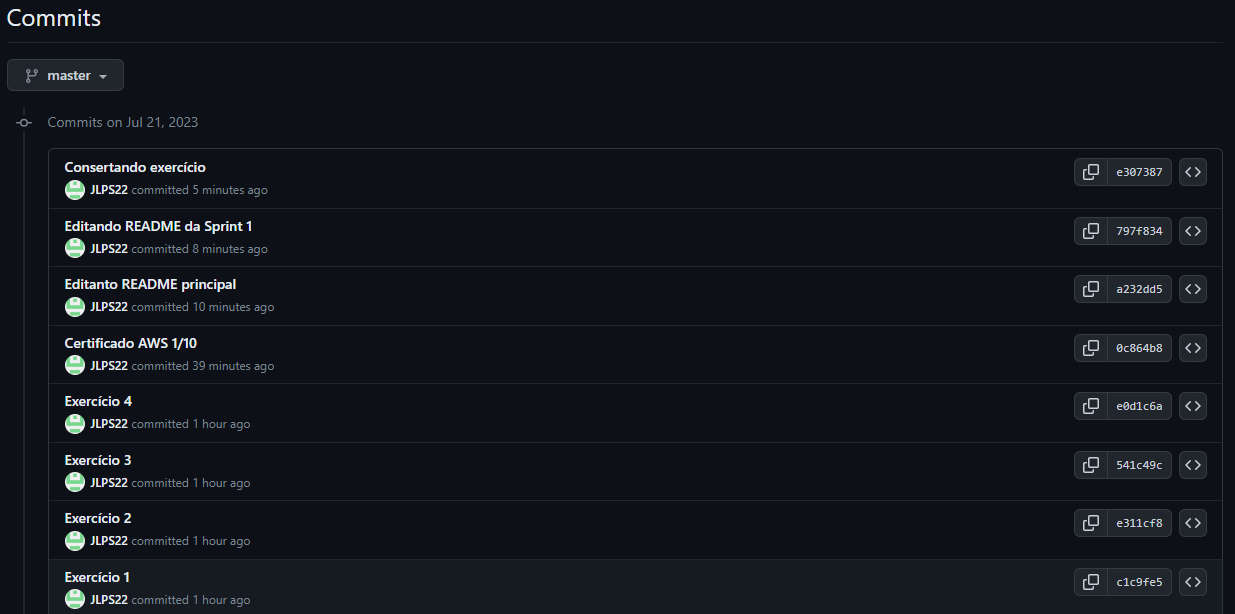 Commits
master
Commits on Jul 21, 2023
Consertando exercício
JLPS22 committed 5 minutes ago
e307387
Editando README da Sprint 1
JLPS22 committed 8 minutes ago
797f834
Editanto README principal
JLPS22 committed 10 minutes ago
a232dd5
Certificado AWS 1/10
JLPS22 committed 39 minutes ago
0c864b8
Exercício 4
JLPS22 committed 1 hour ago
e0d1c6a
Exercício 3
JLPS22 committed 1 hour ago
541c49c
Exercício 2
JLPS22 committed 1 hour ago
e311cf8
Exercício 1
JLPS22 committed 1 hour ago
c1c9fe5